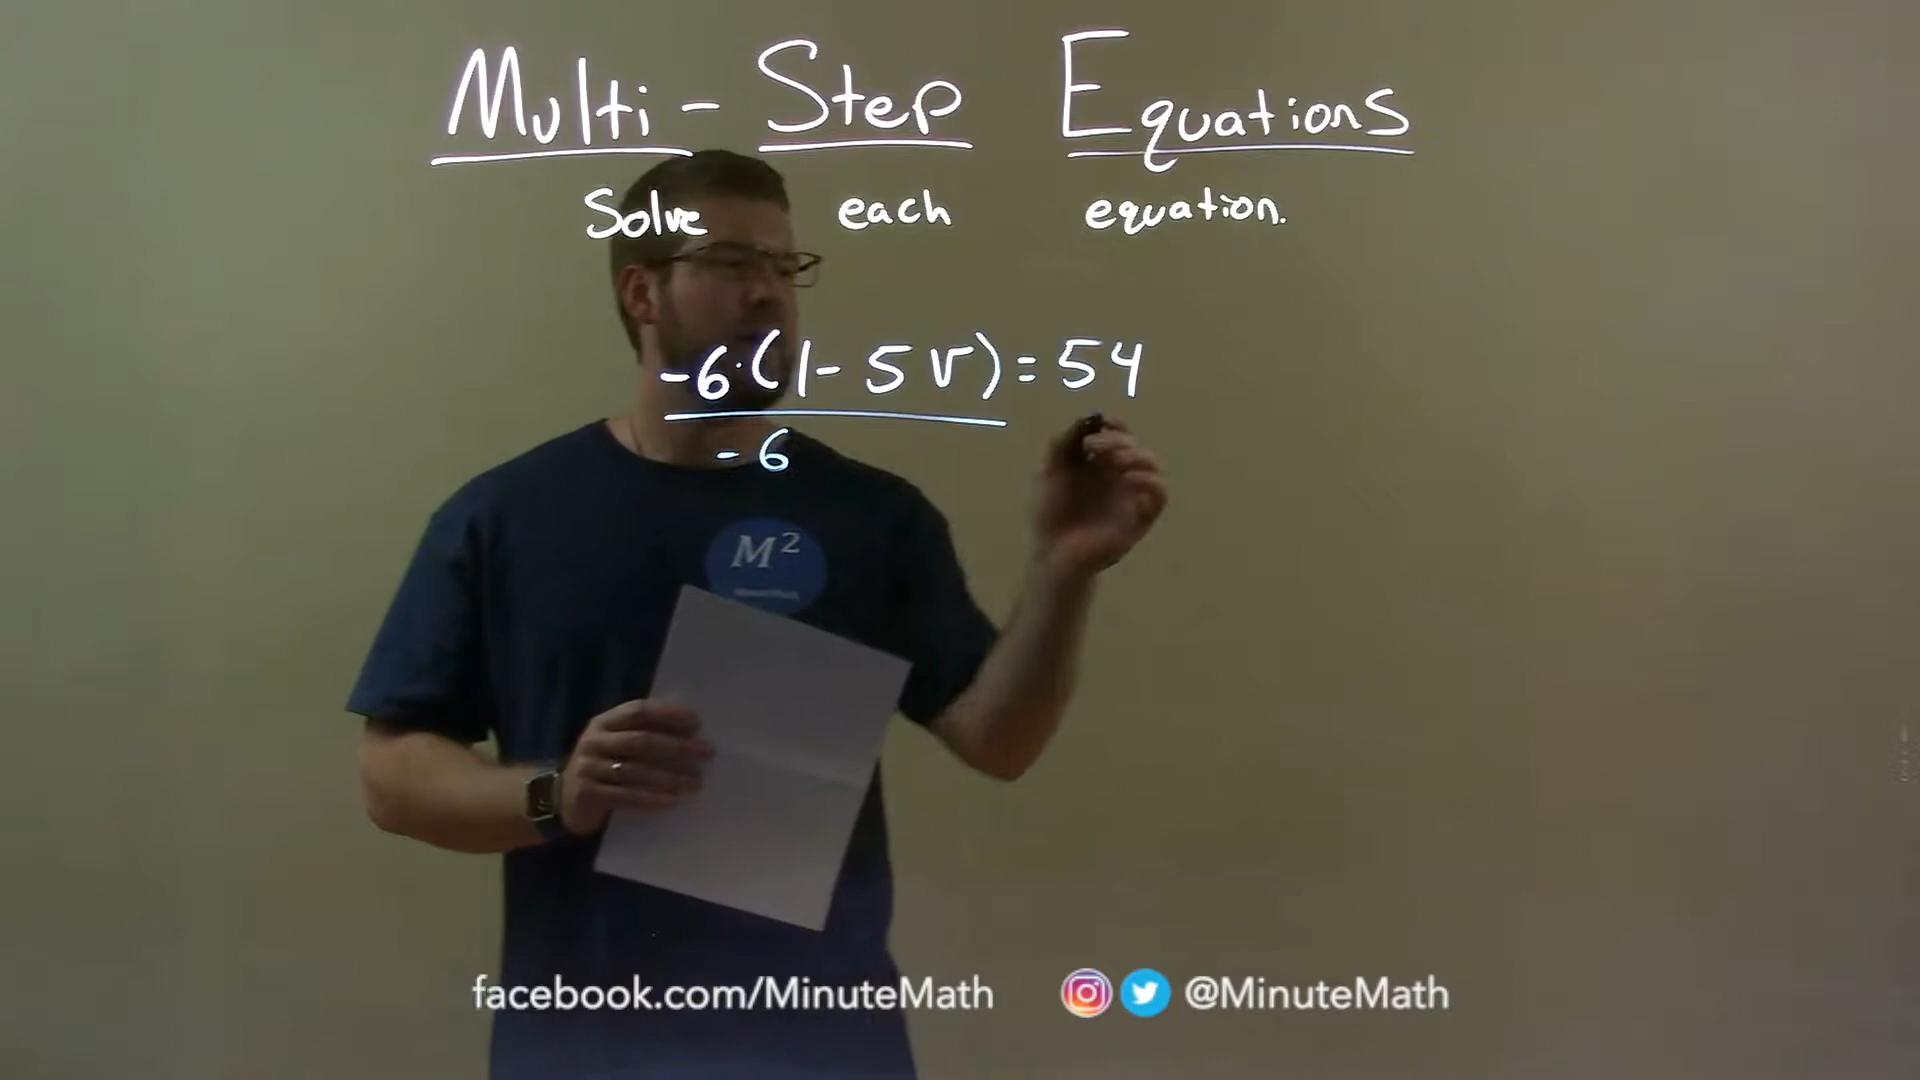 Multi-Step Equations
Solve each equation.
-6·(1-5v)=54
-6
M²
facebook.com/MinuteMath @MinuteMath